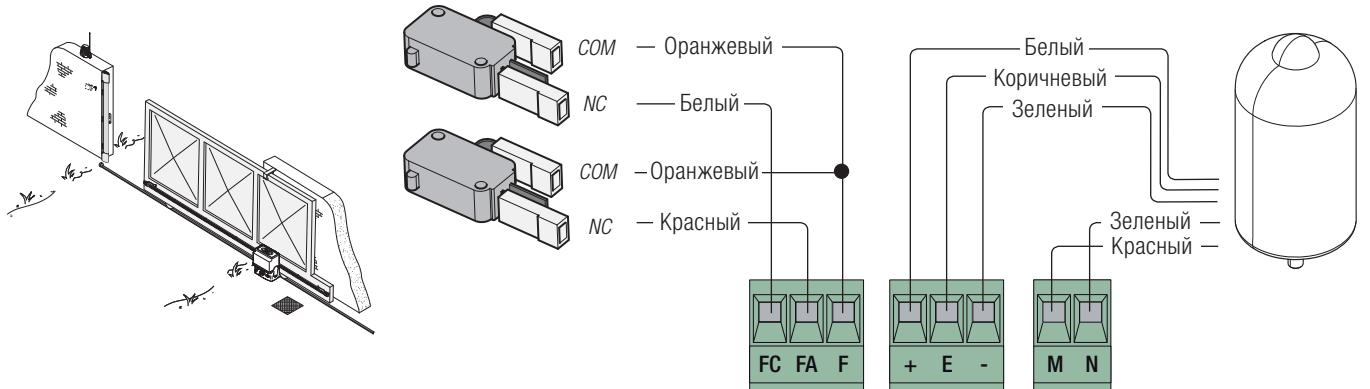 COM Оранжевый
NC Белый
COM Оранжевый
NC Красный
Белый
Коричневый
Зеленый
Зеленый
Красный
FC FA F
+ E -
M N